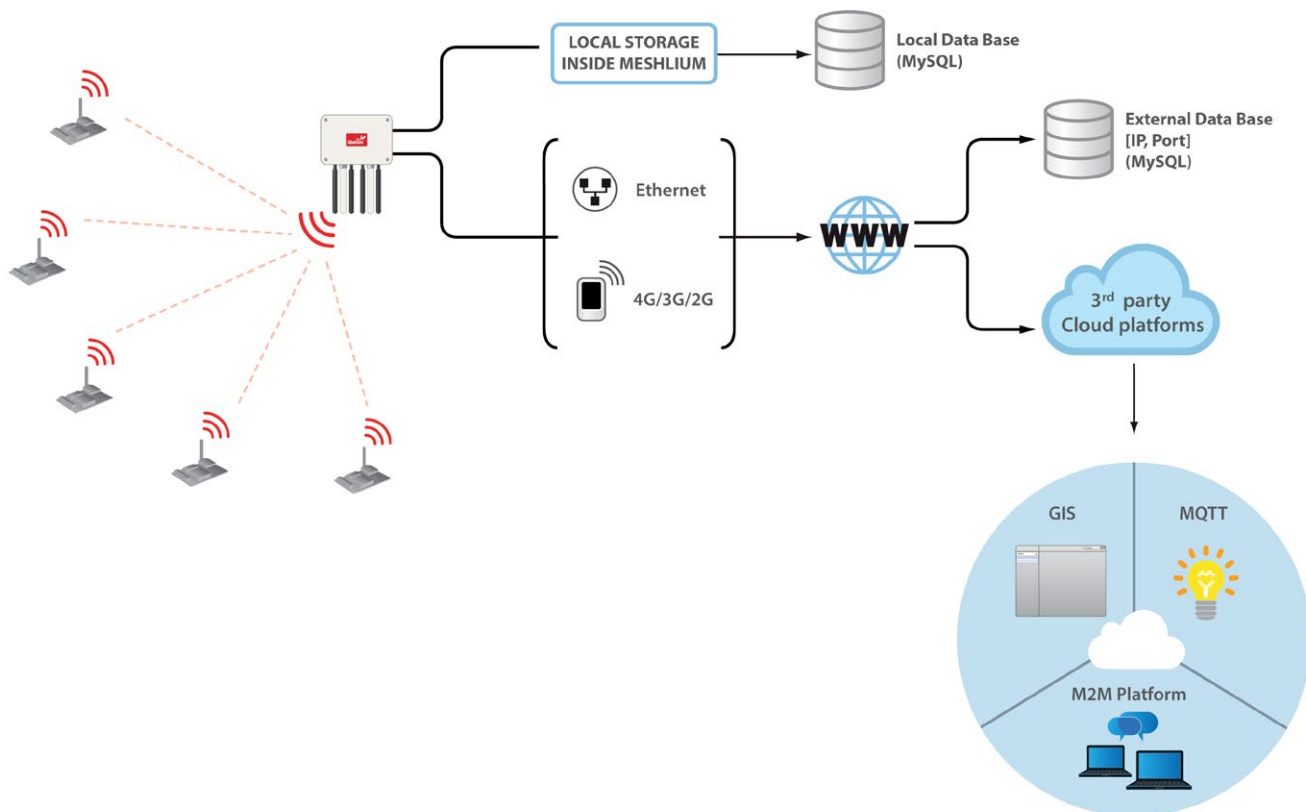 LOCAL STORAGE
INSIDE MESHLIUM
Local Data Base
(MySQL)
External Data Base
[IP, Port]
(MySQL)
Ethernet
4G/3G/2G
WWW
3rd party
Cloud platforms
GIS
MQTT
M2M Platform